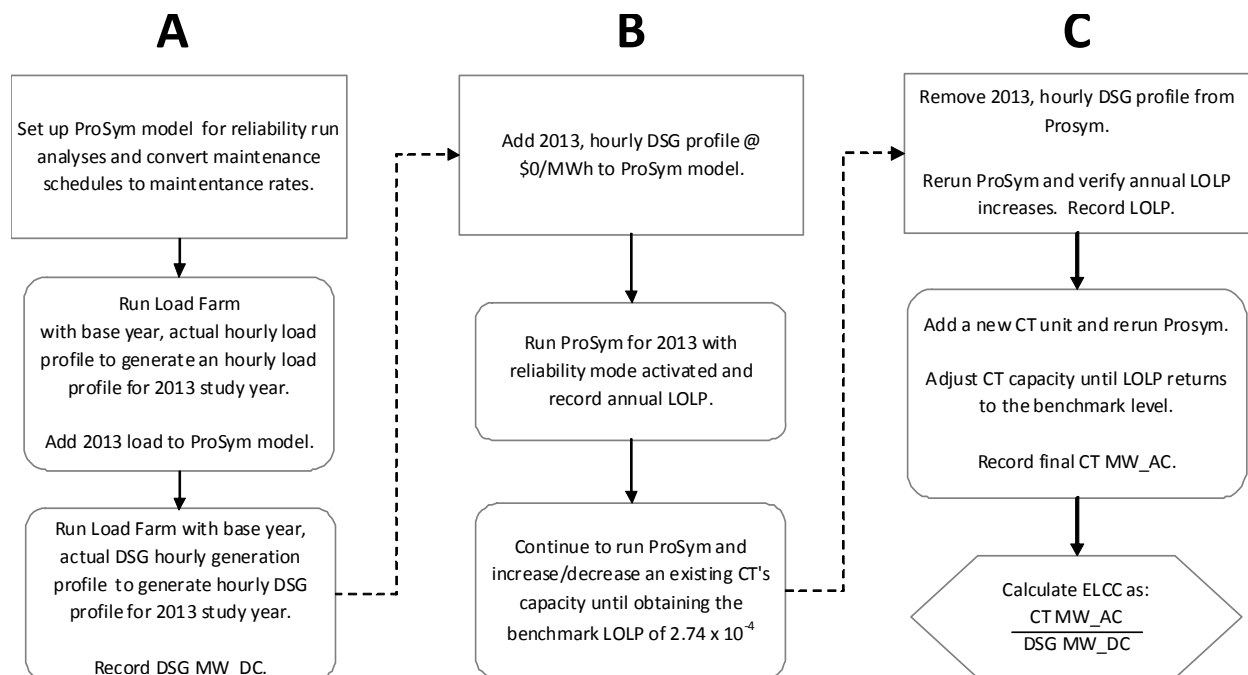 A
Set up ProSym model for reliability run
analyses and convert maintenance
schedules to maintentance rates.
Run Load Farm
with base year, actual hourly load
profile to generate an hourly load
profile for 2013 study year.
Add 2013 load to ProSym model.
Run Load Farm with base year,
actual DSG hourly generation
profile to generate hourly DSG
profile for 2013 study year.
Record DSG MW_DC.
B
Add 2013, hourly DSG profile @
$0/MWh to ProSym model.
Run ProSym for 2013 with
reliability mode activated and
record annual LOLP.
Continue to run ProSym and
increase/decrease an existing CT's
capacity until obtaining the
benchmark LOLP of 2.74 x 10⁻⁴
C
Remove 2013, hourly DSG profile from
Prosym.
Rerun ProSym and verify annual LOLP
increases. Record LOLP.
Add a new CT unit and rerun Prosym.
Adjust CT capacity until LOLP returns
to the benchmark level.
Record final CT MW_AC.
Calculate ELCC as:
CT MW_AC
DSG MW_DC